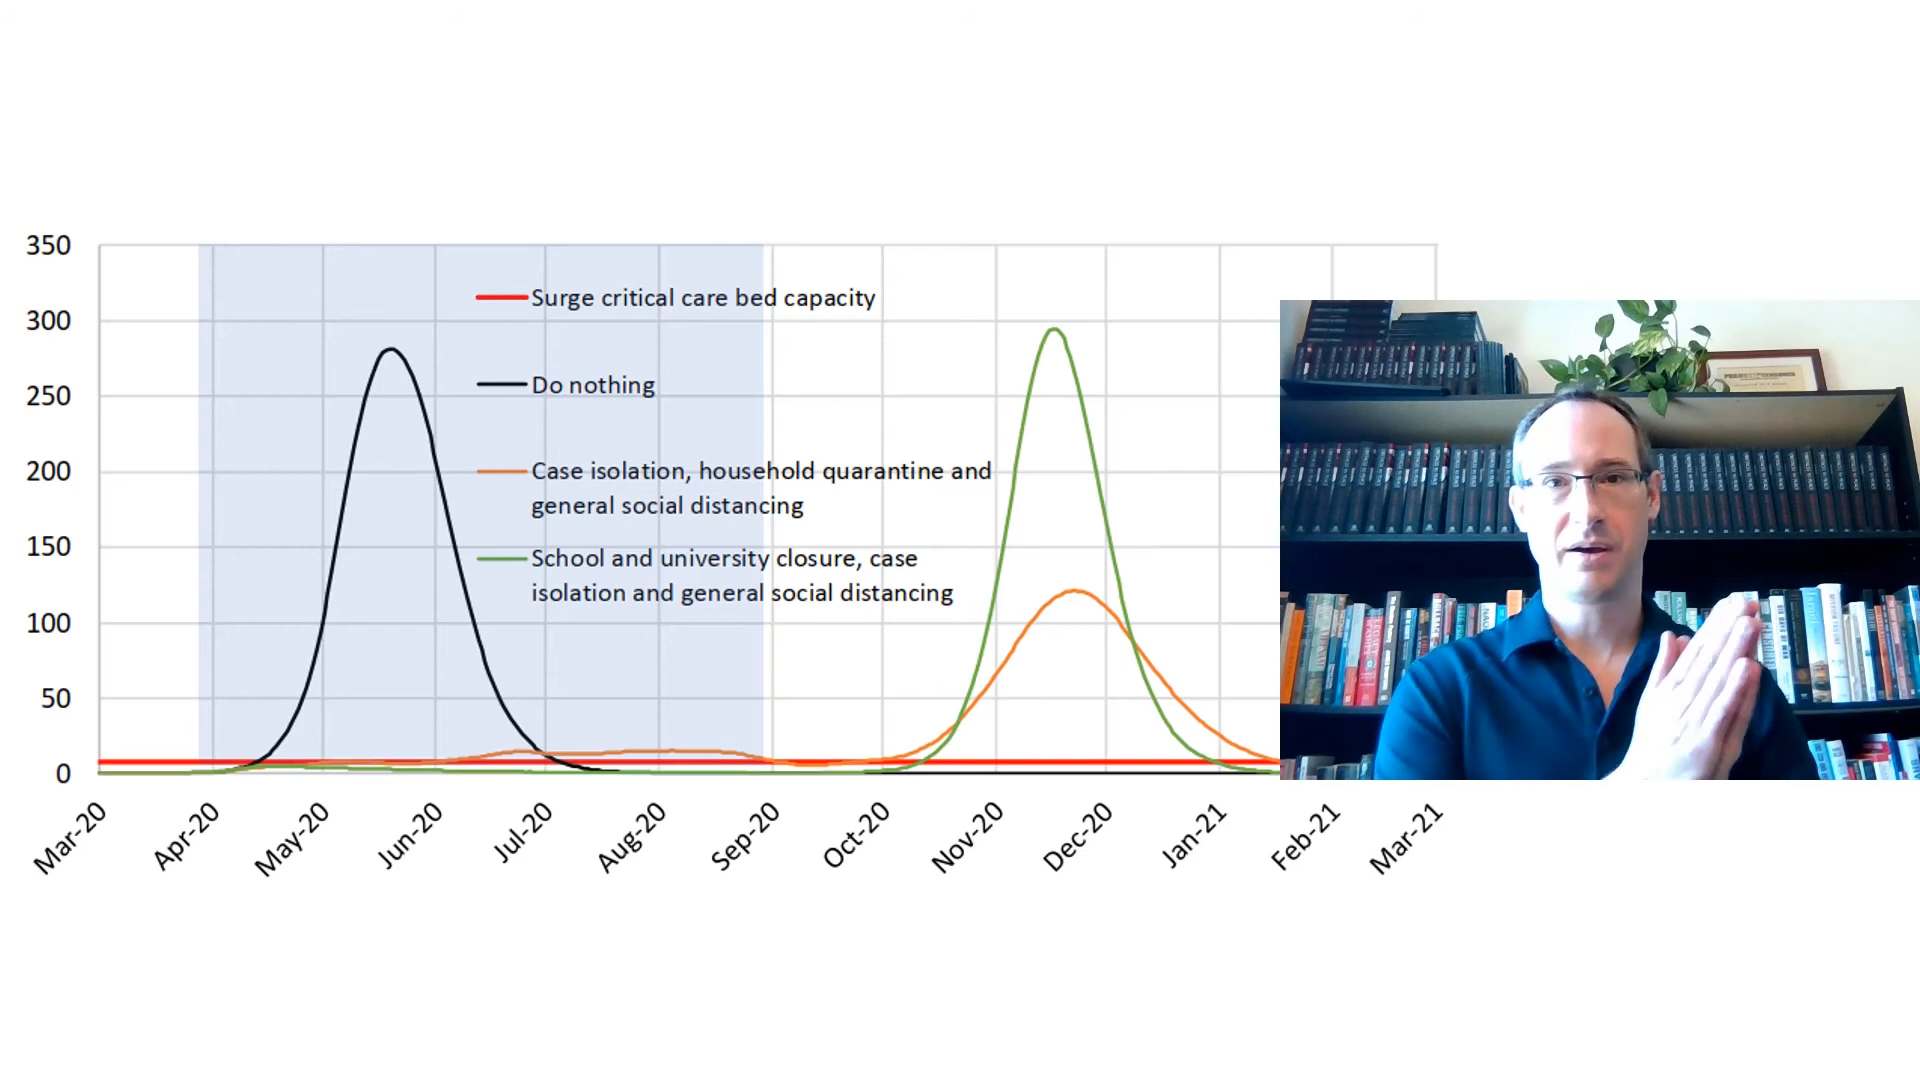 350
300
250
200
150
100
50
0
Surge critical care bed capacity
Do nothing
Case isolation, household quarantine and
general social distancing
School and university closure, case
isolation and general social distancing
Mar-20
Apr-20
May-20
Jun-20
Jul-20
Aug-20
Sep-20
Oct-20
Nov-20
Dec-20
Jan-21
Feb-21
Mar-21